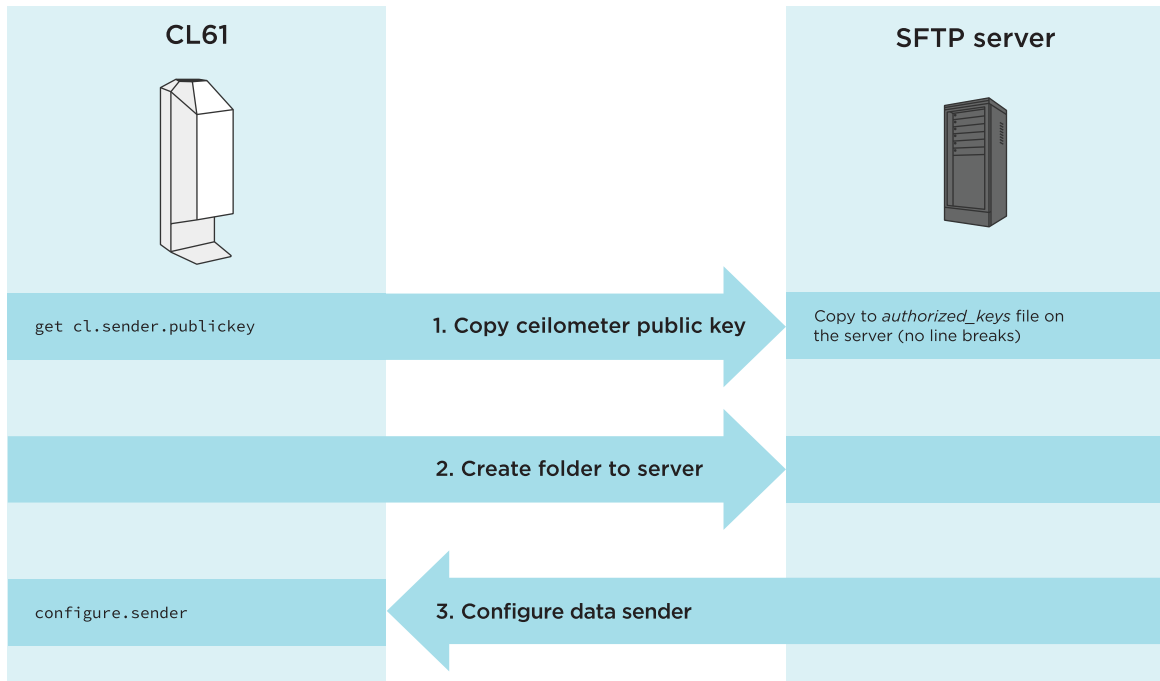 CL61
SFTP server
get cl.sender.publickey
1. Copy ceilometer public key
Copy to authorized_keys file on
the server (no line breaks)
2. Create folder to server
configure.sender
3. Configure data sender